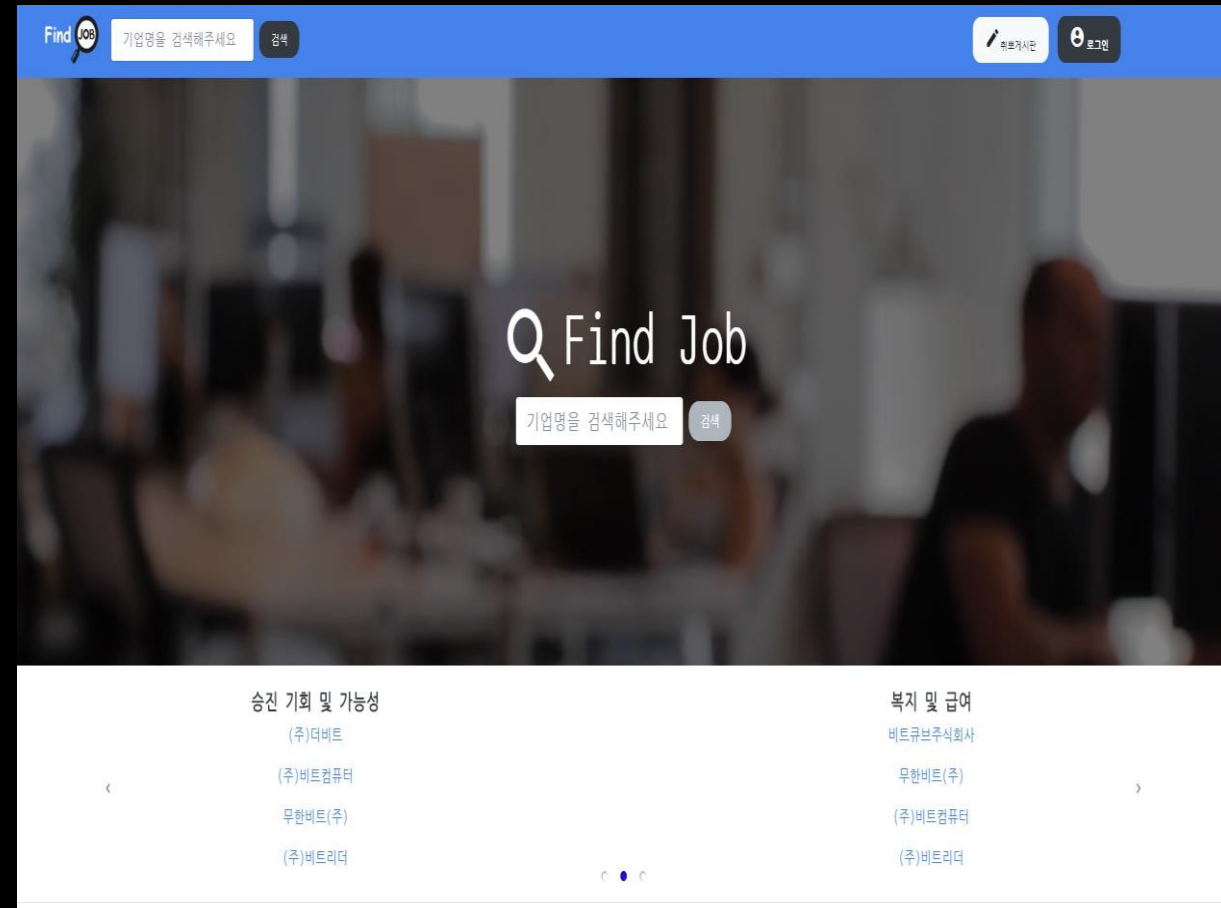 Find JOB
기업명을 검색해주세요
검색
취뽀게시판
로그인
Find Job
기업명을 검색해주세요
검색
승진 기회 및 가능성
(주)더비트
(주)비트컴퓨터
무한비트(주)
(주)비트리더
복지 및 급여
비트큐브주식회사
무한비트(주)
(주)비트컴퓨터
(주)비트리더